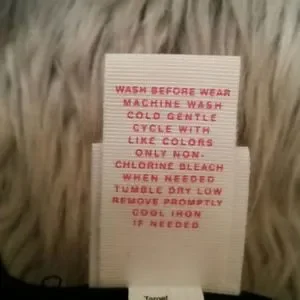 WASH BEFORE WEAR
MACHINE WASH
COLD GENTLE
CYCLE WITH
LIKE COLORS
ONLY NON-
CHLORINE BLEACH
WHEN NEEDED
TUMBLE DRY LOW
REMOVE PROMPTLY
COOL IRON
IF NEEDED